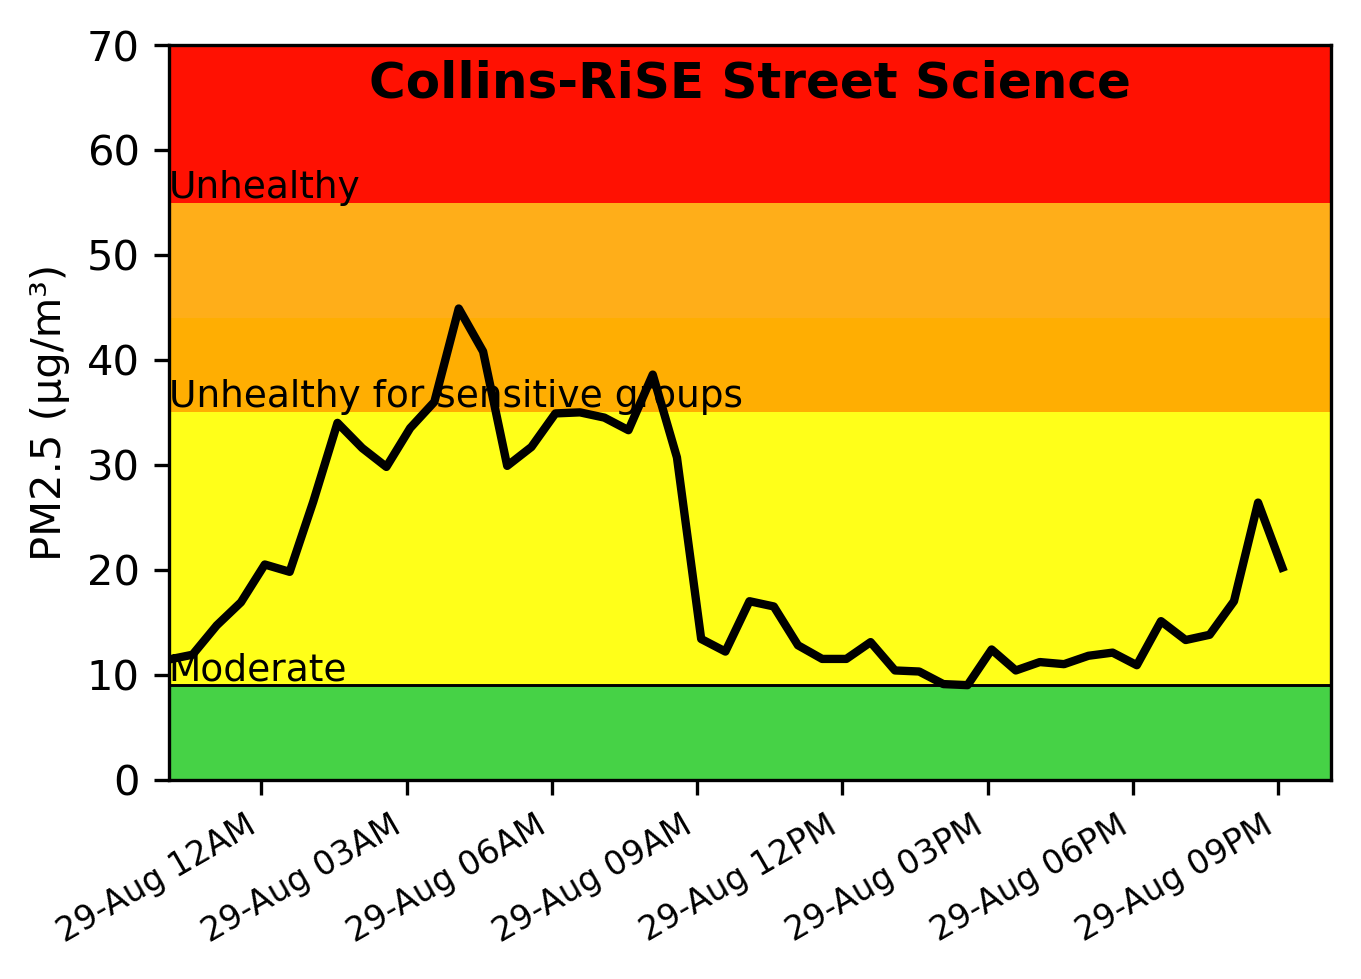 Collins-RiSE Street Science
70
60
50
40
30
20
10
0
PM2.5 (µg/m³)
Unhealthy
Unhealthy for sensitive groups
Moderate
29-Aug 12AM
29-Aug 03AM
29-Aug 06AM
29-Aug 09AM
29-Aug 12PM
29-Aug 03PM
29-Aug 06PM
29-Aug 09PM